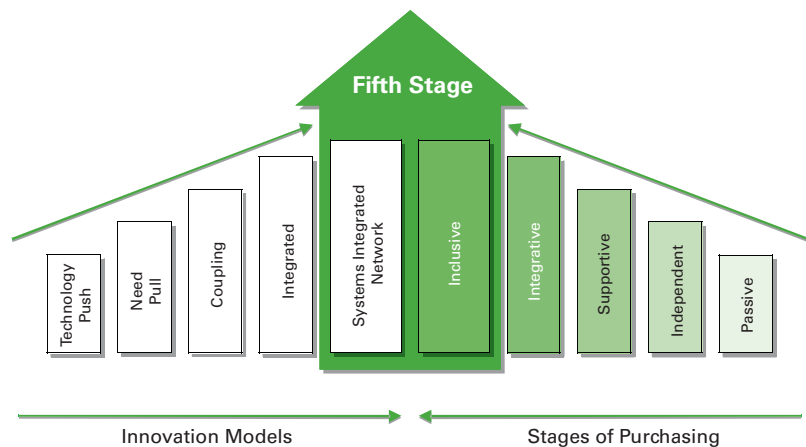 Fifth Stage
Technology
Push
Need
Pull
Coupling
Integrated
Systems Integrated
Network
Inclusive
Integrative
Supportive
Independent
Passive
Innovation Models
Stages of Purchasing